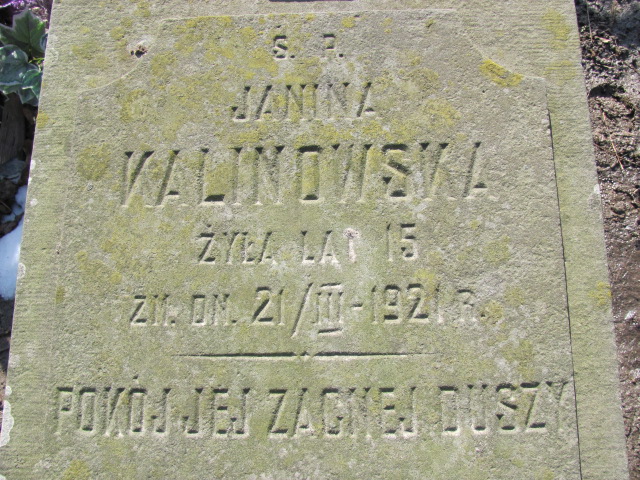 Ś. P.
JANINA
KALINOWSKA
ŻYŁA LAT 15
ZM. DN. 21/III-1921 R.
POKÓJ JEJ ZACNEJ DUSZY